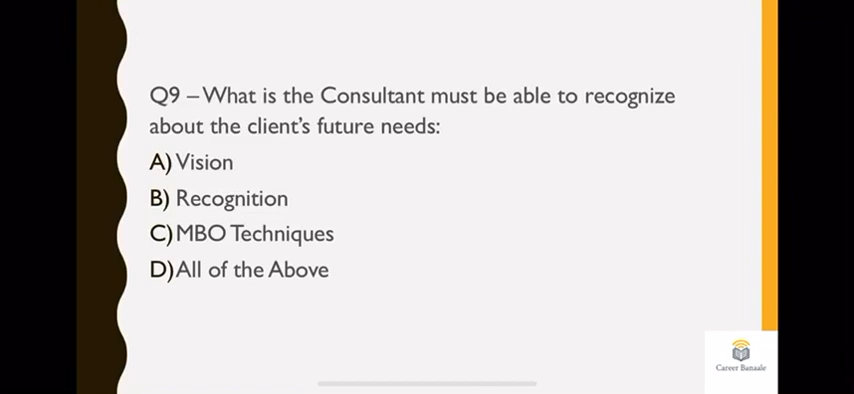 Q9 – What is the Consultant must be able to recognize
about the client's future needs:
A) Vision
B) Recognition
C) MBO Techniques
D) All of the Above
Career Banaale